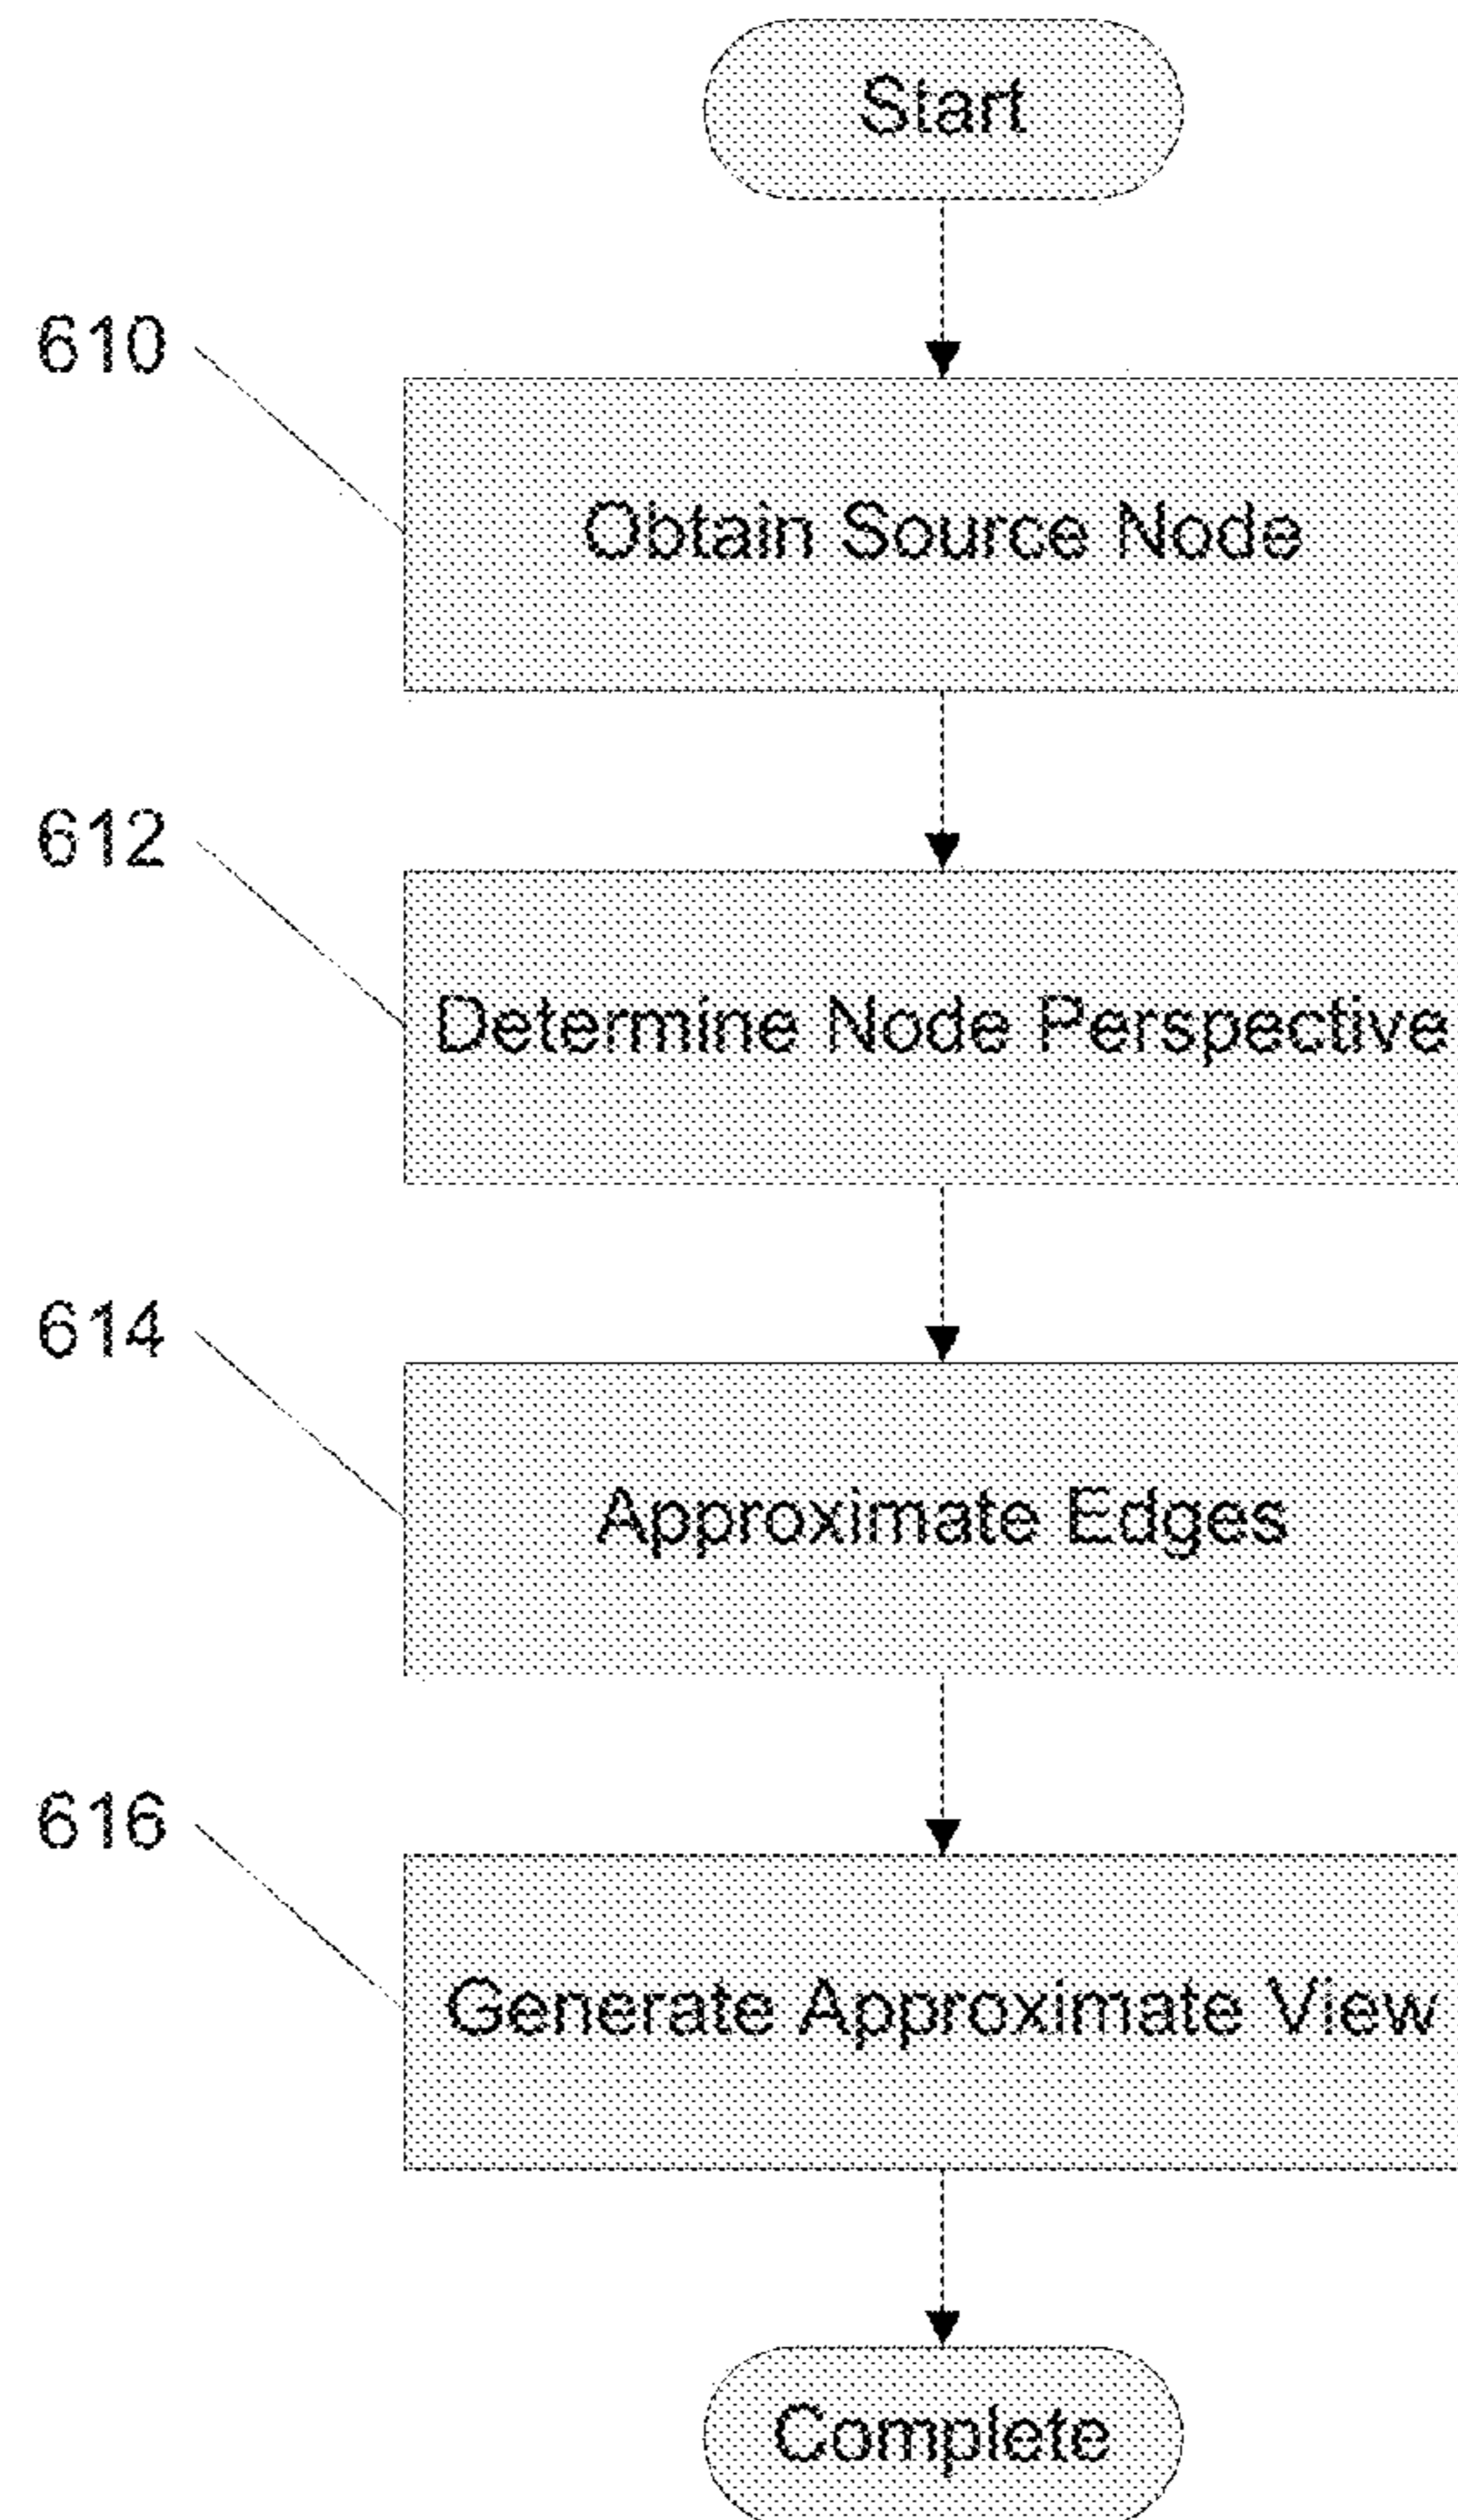 Start
610
Obtain Source Node
612
Determine Node Perspective
614
Approximate Edges
616
Generate Approximate View
Complete